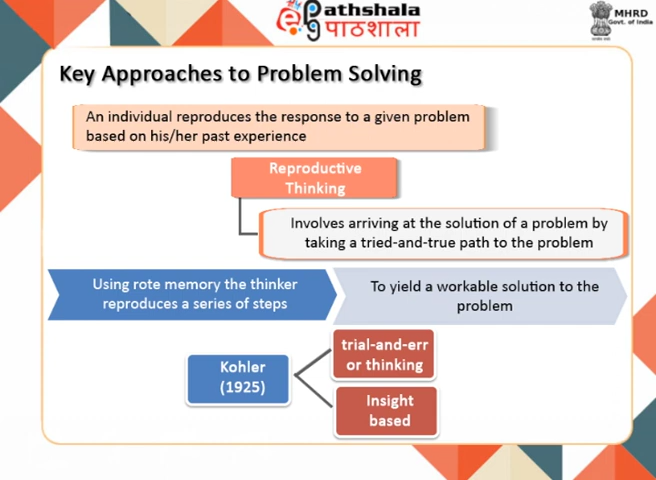 ePathshala
पाठशाला
MHRD
Govt. of India
Key Approaches to Problem Solving
An individual reproduces the response to a given problem
based on his/her past experience
Reproductive
Thinking
Involves arriving at the solution of a problem by
taking a tried-and-true path to the problem
Using rote memory the thinker
reproduces a series of steps
To yield a workable solution to the
problem
Kohler
(1925)
trial-and-err
or thinking
Insight
based